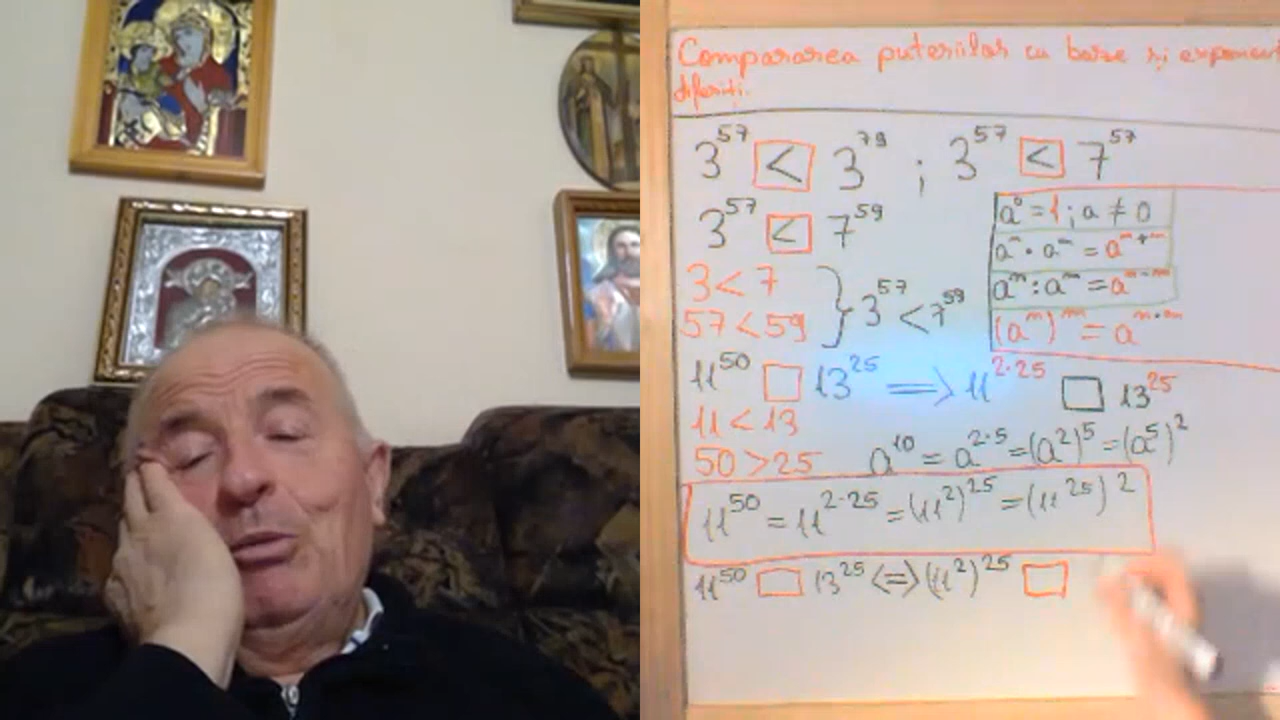 Compararea puterilor cu baze și exponenți
diferiți.
3^57 < 3^79 ; 3^57 < 7^57
3^57 < 7^59
3 < 7
57 < 59
} 3^57 < 7^59
a^0 = 1 ; a ≠ 0
a^n · a^m = a^(n+m)
a^n : a^m = a^(n-m)
(a^n)^m = a^(n·m)
11^50 □ 13^25 => 11^(2·25) □ 13^25
11 < 13
50 > 25
a^10 = a^(2·5) = (a^2)^5 = (a^5)^2
11^50 = 11^(2·25) = (11^2)^25 = (11^25)^2
11^50 □ 13^25 <=> (11^2)^25 □